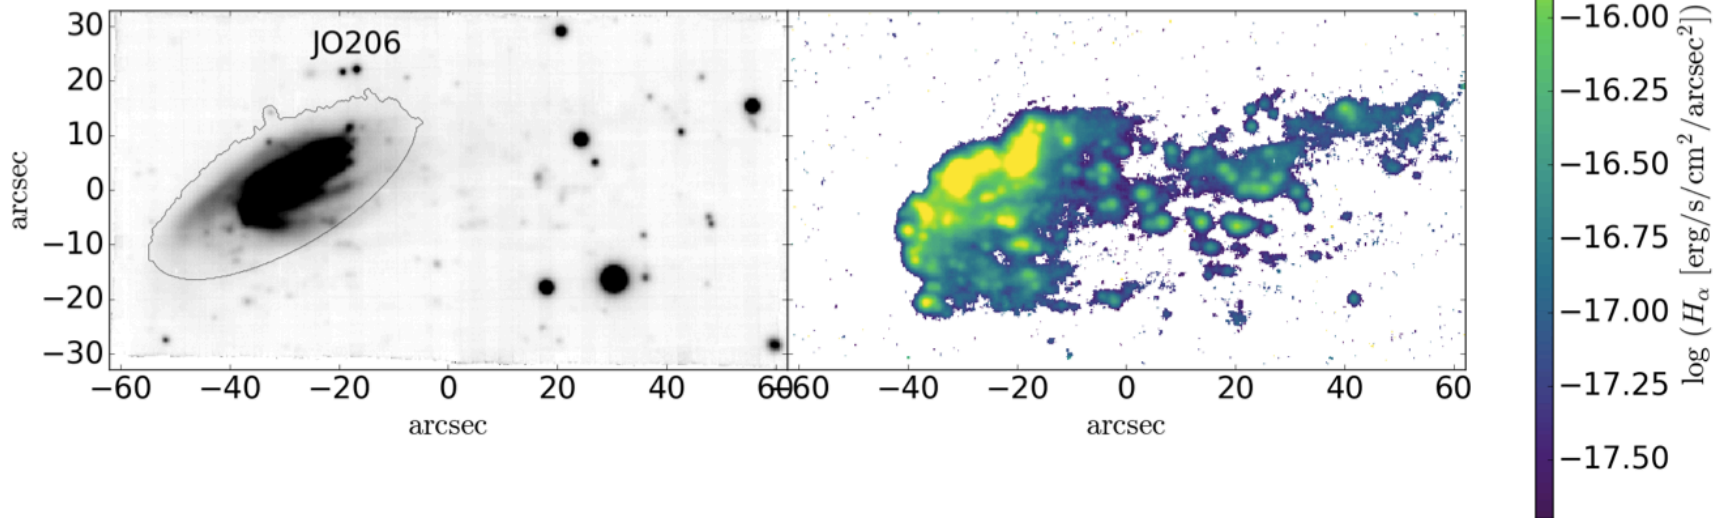 JO206
30
20
10
0
−10
−20
−30
arcsec
−60 −40 −20 0 20 40 60
arcsec
−60 −40 −20 0 20 40 60
arcsec
−16.00
−16.25
−16.50
−16.75
−17.00
−17.25
−17.50
log (Hα [erg/s/cm²/arcsec²])